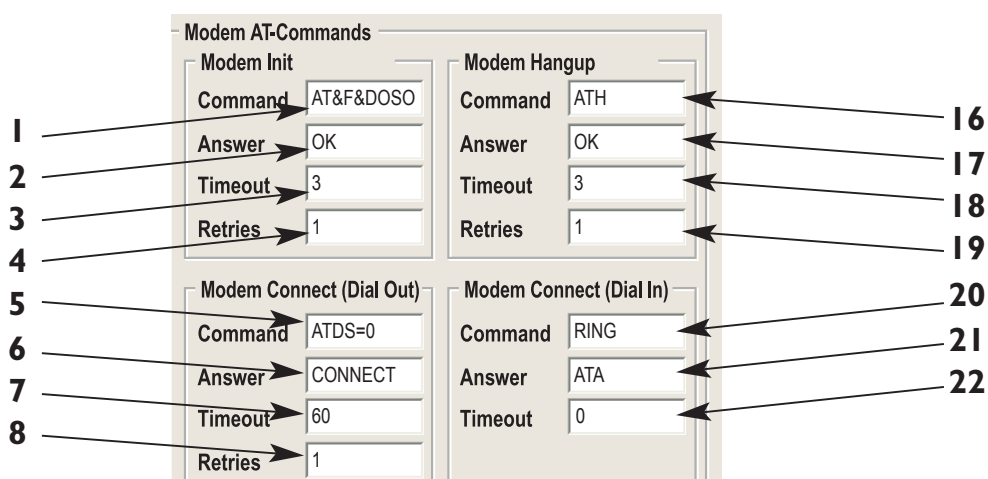 Modem AT-Commands
Modem Init
Command AT&F&DOSO
Answer OK
Timeout 3
Retries 1
Modem Hangup
Command ATH
Answer OK
Timeout 3
Retries 1
Modem Connect (Dial Out)
Command ATDS=0
Answer CONNECT
Timeout 60
Retries 1
Modem Connect (Dial In)
Command RING
Answer ATA
Timeout 0
1
2
3
4
5
6
7
8
16
17
18
19
20
21
22